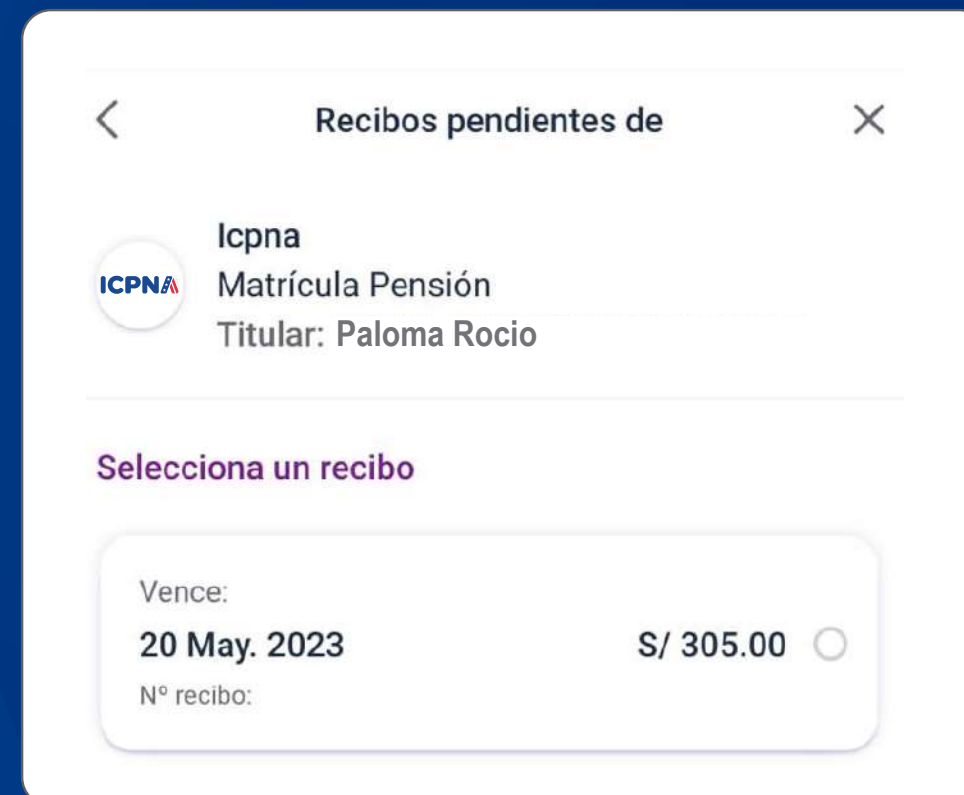 Recibos pendientes de
Icpna
ICPNA
Matrícula Pensión
Titular: Paloma Rocio
Selecciona un recibo
Vence:
20 May. 2023
S/ 305.00
Nº recibo: